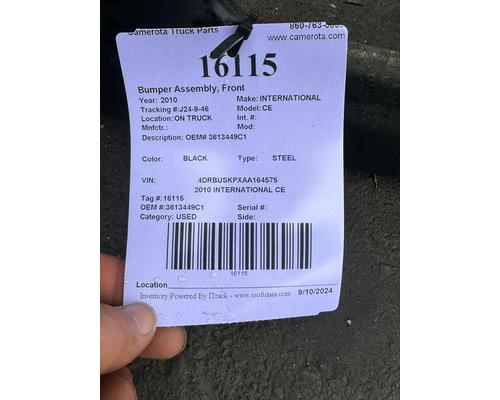 Camerota Truck Parts
www.camerota.com
16115
Bumper Assembly, Front
Year: 2010 Make: INTERNATIONAL
Tracking #:J24-9-46 Model: CE
Location: ON TRUCK Int. #:
Mnfctr.: Mod:
Description: OEM# 3613449C1
Color: BLACK Type: STEEL
VIN: 4DRBUSKPXAA164575
2010 INTERNATIONAL CE
Tag #:16115
OEM #:3613449C1 Serial #:
Category: USED Side:
16115
Location
Inventory Powered By ITrack - www.isoftdata.com 9/10/2024